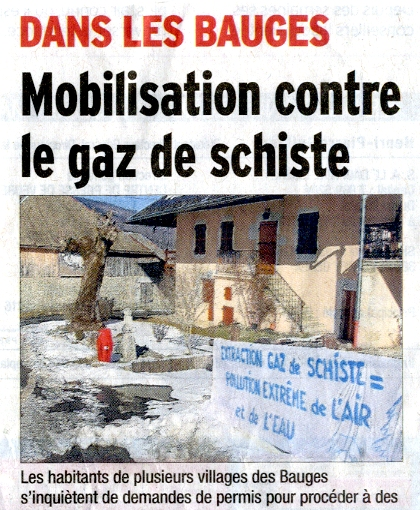 DANS LES BAUGES
Mobilisation contre
le gaz de schiste
EXTRACTION GAZ de SCHISTE =
POLLUTION EXTRÊME de L'AIR
et de L'EAU
Les habitants de plusieurs villages des Bauges
s'inquiètent de demandes de permis pour procéder à des